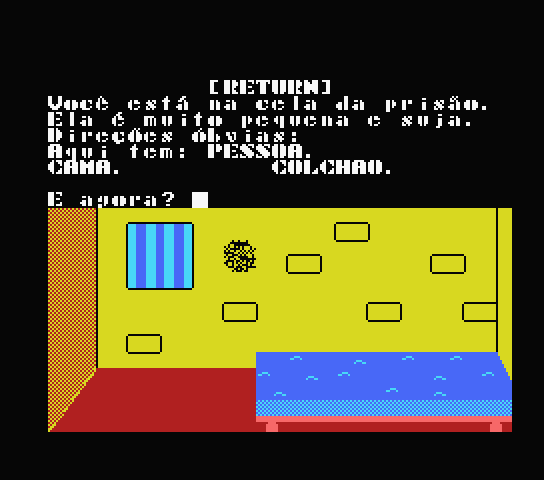 [RETURN]
Você está na cela da prisão.
Ela é muito pequena e suja.
Direções óbvias:
Aqui tem: PESSOA.
CAMA. COLCHAO.
E agora?